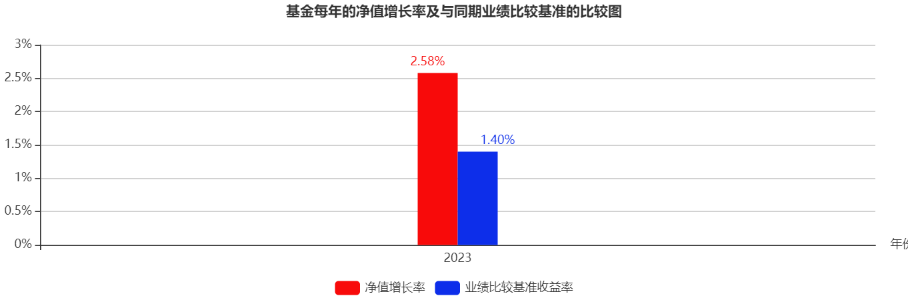 基金每年的净值增长率及与同期业绩比较基准的比较图
3%
2.5%
2%
1.5%
1%
0.5%
0%
2.58%
1.40%
2023
年份
净值增长率
业绩比较基准收益率